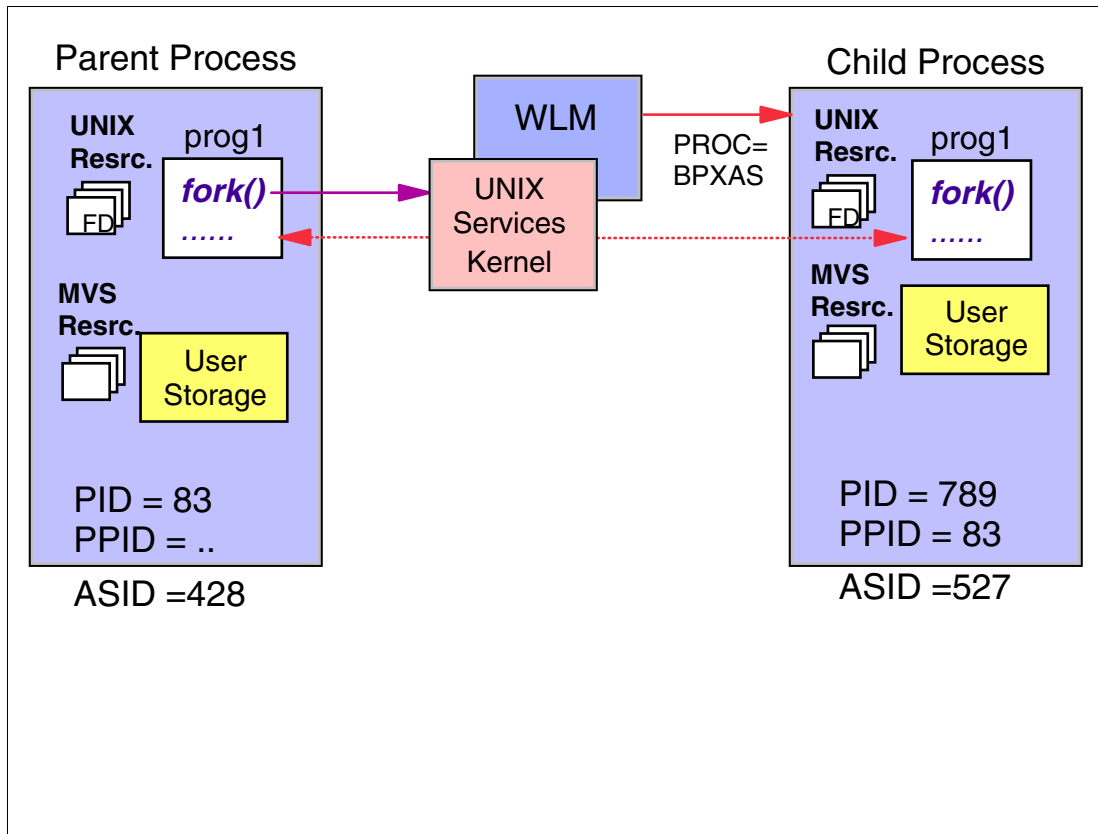 Parent Process
UNIX
Resrc.
prog1
fork()
......
FD
MVS
Resrc.
User
Storage
PID = 83
PPID = ..
ASID =428
WLM
UNIX
Services
Kernel
PROC=
BPXAS
Child Process
UNIX
Resrc.
prog1
fork()
......
FD
MVS
Resrc.
User
Storage
PID = 789
PPID = 83
ASID =527